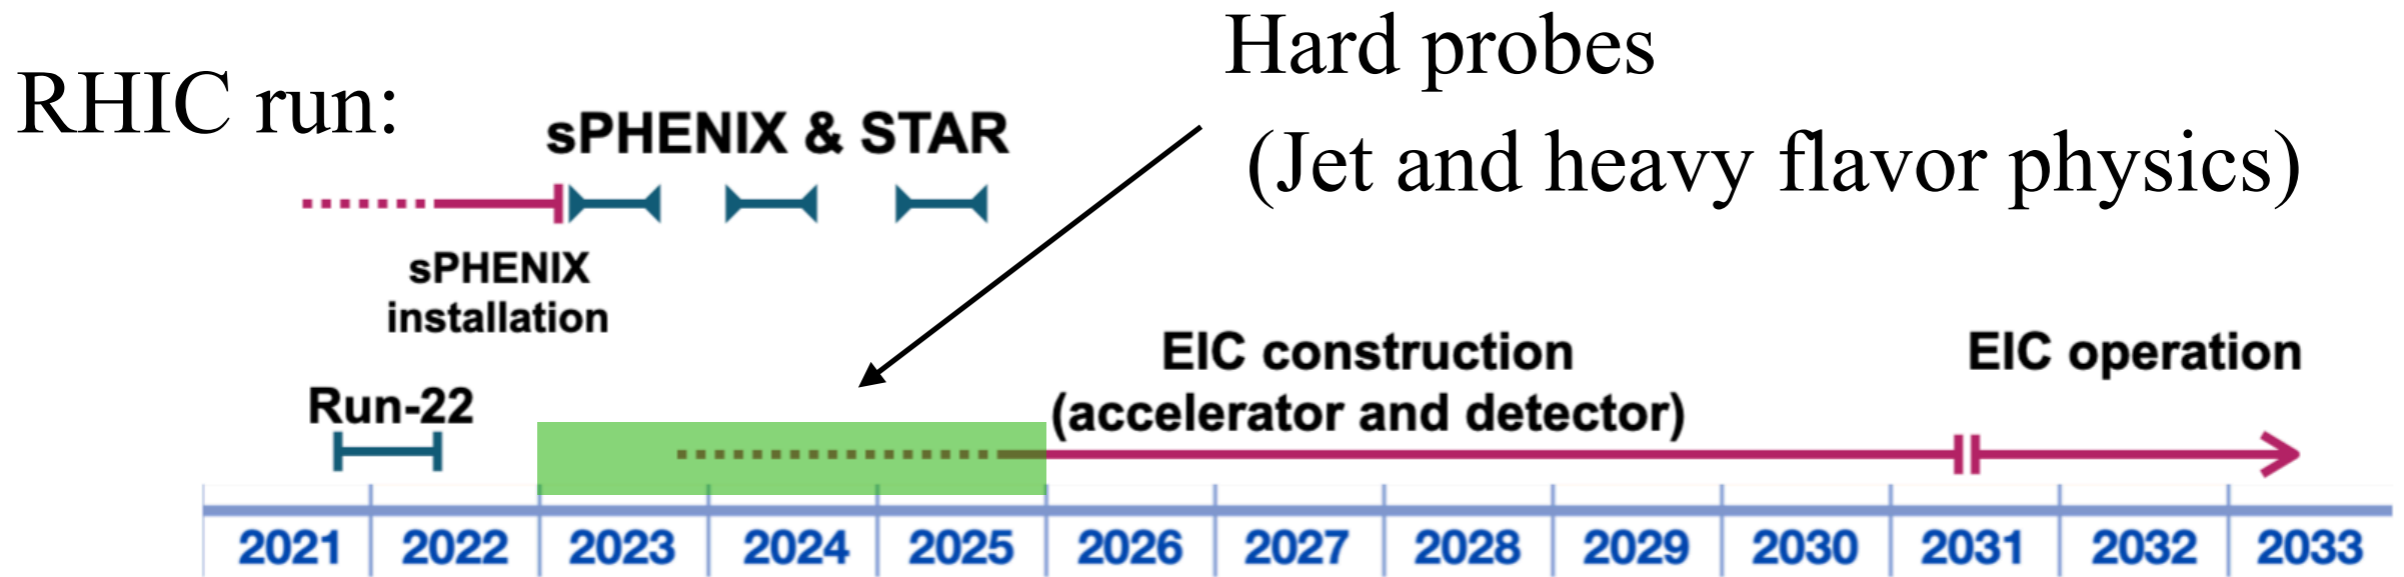 Hard probes
(Jet and heavy flavor physics)
RHIC run:
sPHENIX & STAR
sPHENIX
installation
Run-22
EIC construction
(accelerator and detector)
EIC operation
2021 2022 2023 2024 2025 2026 2027 2028 2029 2030 2031 2032 2033